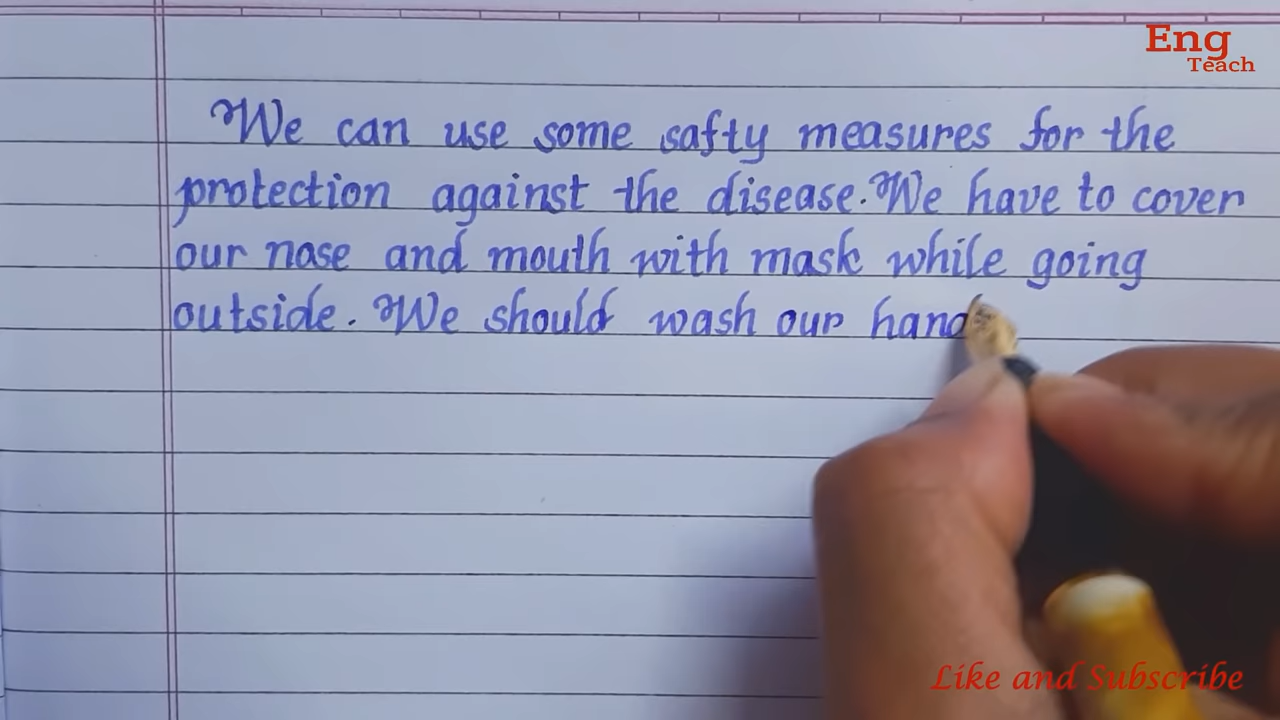 Eng
Teach
We can use some safty measures for the
protection against the disease. We have to cover
our nose and mouth with mask while going
outside. We should wash our hand
Like and Subscribe